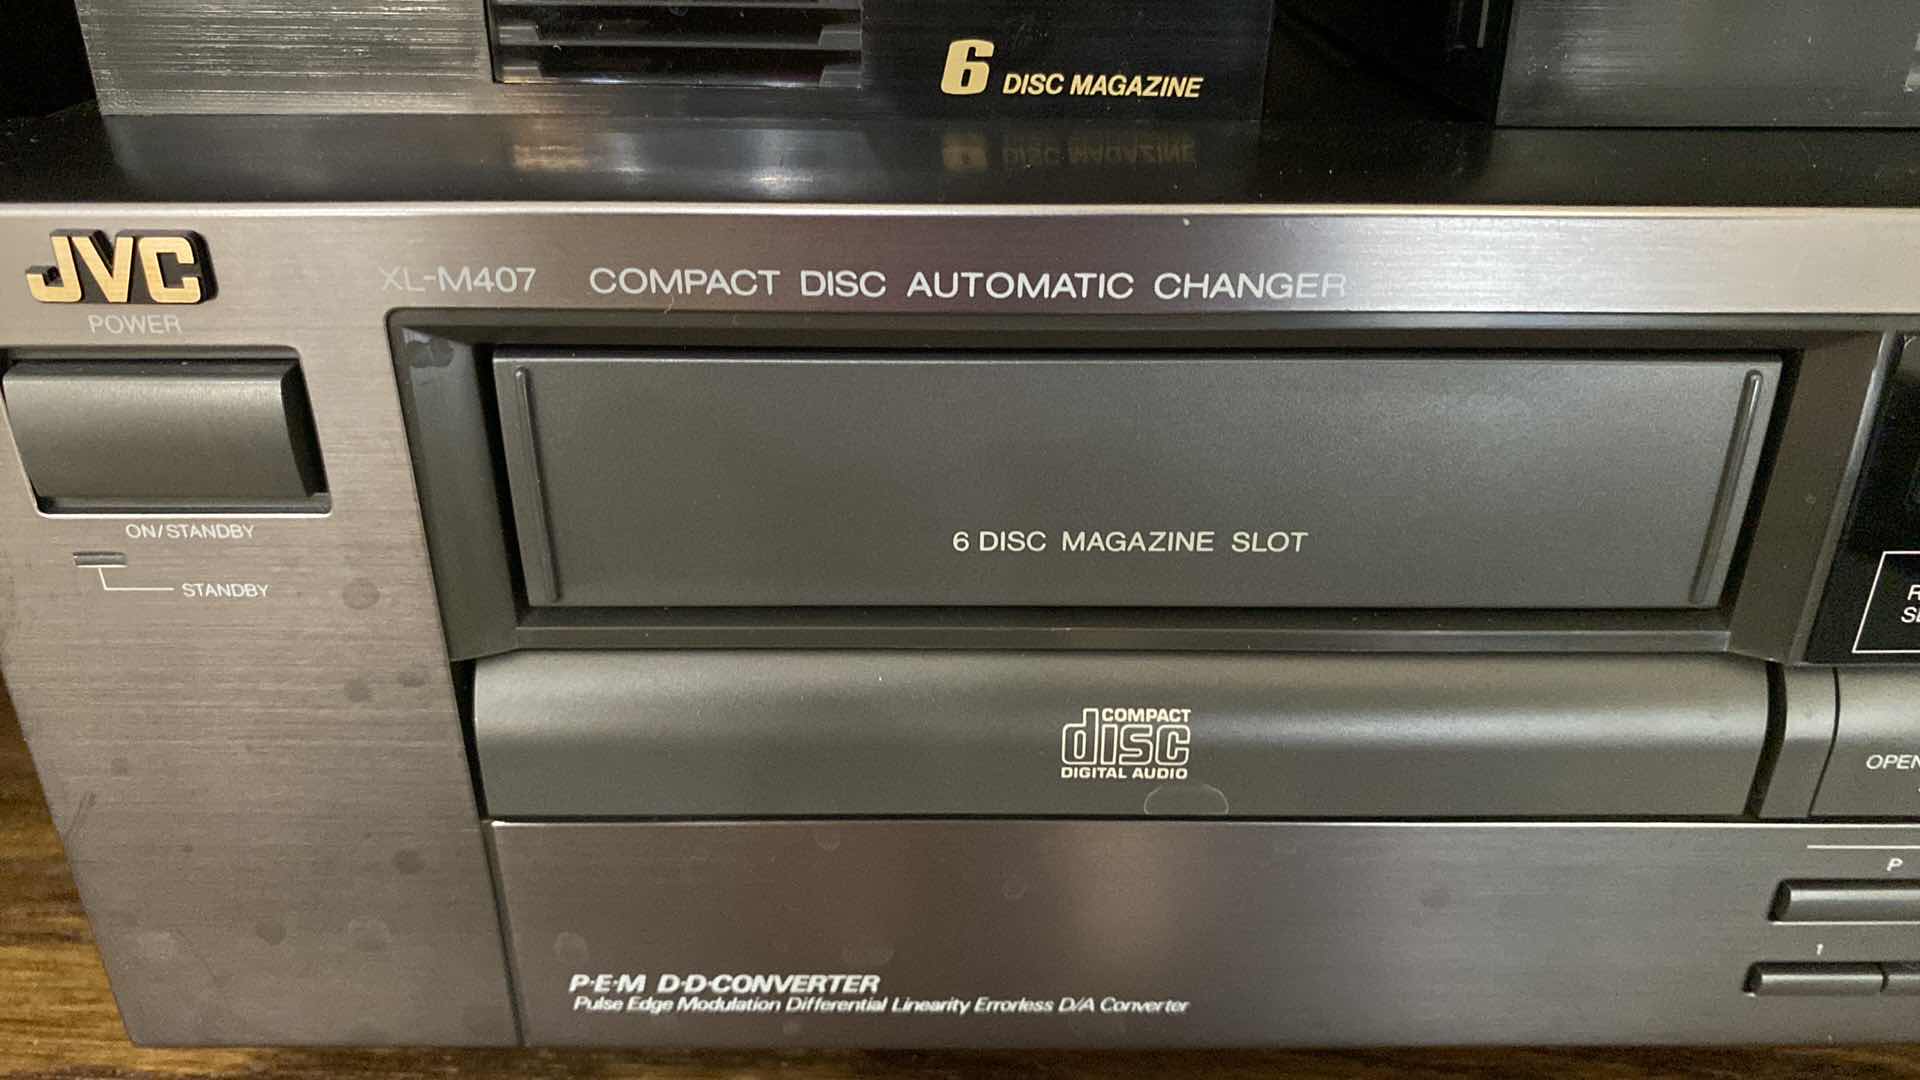 6 DISC MAGAZINE
JVC
XL-M407 COMPACT DISC AUTOMATIC CHANGER
POWER
ON/STANDBY
STANDBY
6 DISC MAGAZINE SLOT
COMPACT
disc
DIGITAL AUDIO
OPEN
P
1
P·E·M D·D·CONVERTER
Pulse Edge Modulation Differential Linearity Errorless D/A Converter